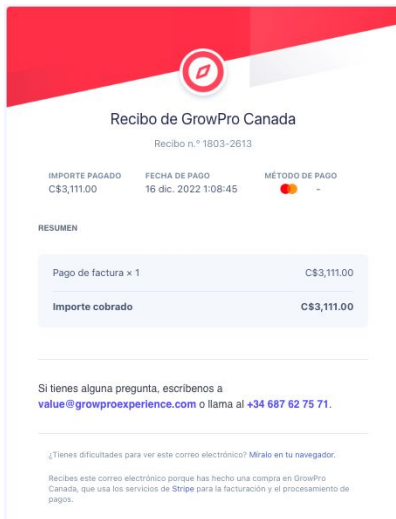 Recibo de GrowPro Canada
Recibo n.º 1803-2613
IMPORTE PAGADO FECHA DE PAGO MÉTODO DE PAGO
C$3,111.00 16 dic. 2022 1:08:45 -
RESUMEN
Pago de factura × 1 C$3,111.00
Importe cobrado C$3,111.00
Si tienes alguna pregunta, escríbenos a
value@growproexperience.com o llama al +34 687 62 75 71.
¿Tienes dificultades para ver este correo electrónico? Míralo en tu navegador.
Recibes este correo electrónico porque has hecho una compra en GrowPro
Canada, que usa los servicios de Stripe para la facturación y el procesamiento de
pagos.